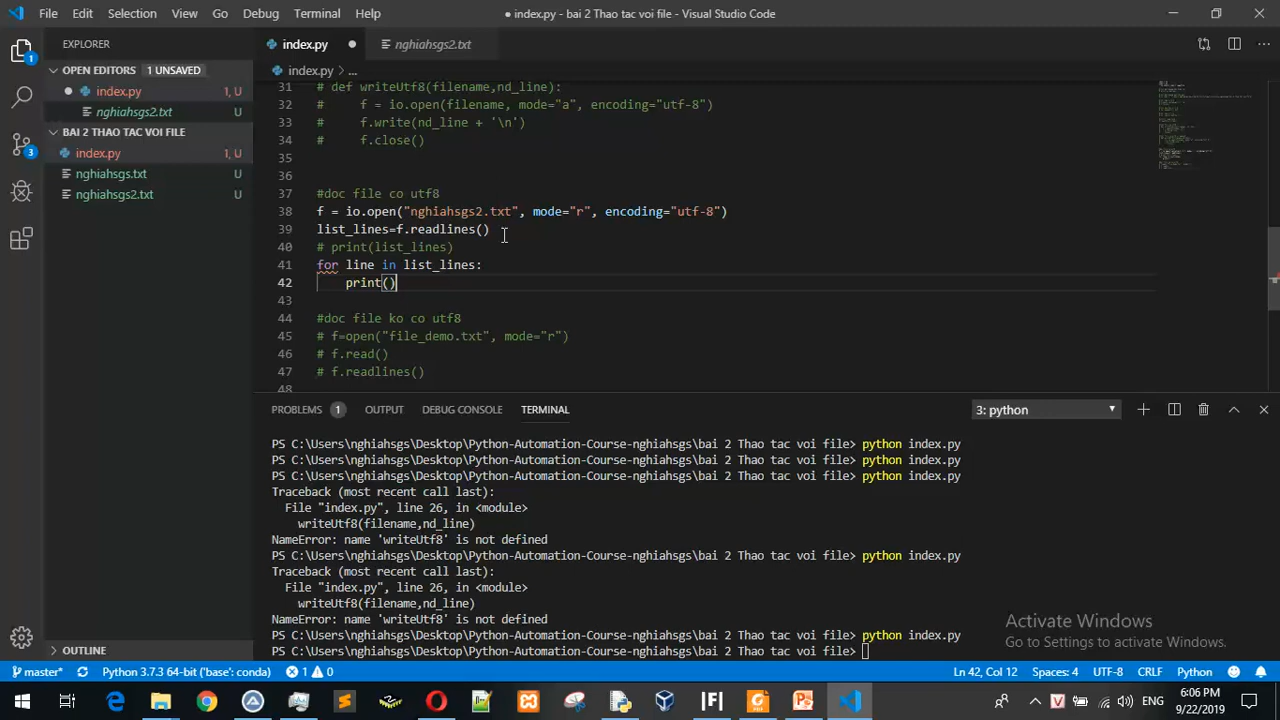 File Edit Selection View Go Debug Terminal Help
● index.py - bai 2 Thao tac voi file - Visual Studio Code
EXPLORER
index.py ●
nghiahsgs2.txt
OPEN EDITORS 1 UNSAVED
index.py 1, U
nghiahsgs2.txt U
BAI 2 THAO TAC VOI FILE
index.py 1, U
nghiahsgs.txt U
nghiahsgs2.txt U
OUTLINE
index.py > ...
31 # def writeUtf8(filename,nd_line):
32 #     f = io.open(filename, mode="a", encoding="utf-8")
33 #     f.write(nd_line + '\n')
34 #     f.close()
35
36
37 #doc file co utf8
38 f = io.open("nghiahsgs2.txt", mode="r", encoding="utf-8")
39 list_lines=f.readlines()
40 # print(list_lines)
41 for line in list_lines:
42     print()
43
44 #doc file ko co utf8
45 # f=open("file_demo.txt", mode="r")
46 # f.read()
47 # f.readlines()
48
PROBLEMS 1 OUTPUT DEBUG CONSOLE TERMINAL 3: python
PS C:\Users\nghiahsgs\Desktop\Python-Automation-Course-nghiahsgs\bai 2 Thao tac voi file> python index.py
PS C:\Users\nghiahsgs\Desktop\Python-Automation-Course-nghiahsgs\bai 2 Thao tac voi file> python index.py
PS C:\Users\nghiahsgs\Desktop\Python-Automation-Course-nghiahsgs\bai 2 Thao tac voi file> python index.py
Traceback (most recent call last):
  File "index.py", line 26, in <module>
    writeUtf8(filename,nd_line)
NameError: name 'writeUtf8' is not defined
PS C:\Users\nghiahsgs\Desktop\Python-Automation-Course-nghiahsgs\bai 2 Thao tac voi file> python index.py
Traceback (most recent call last):
  File "index.py", line 26, in <module>
    writeUtf8(filename,nd_line)
NameError: name 'writeUtf8' is not defined
PS C:\Users\nghiahsgs\Desktop\Python-Automation-Course-nghiahsgs\bai 2 Thao tac voi file> python index.py
PS C:\Users\nghiahsgs\Desktop\Python-Automation-Course-nghiahsgs\bai 2 Thao tac voi file>
Activate Windows
Go to Settings to activate Windows.
master* Python 3.7.3 64-bit ('base': conda) 1 0 Ln 42, Col 12 Spaces: 4 UTF-8 CRLF Python
ENG
6:06 PM
9/22/2019